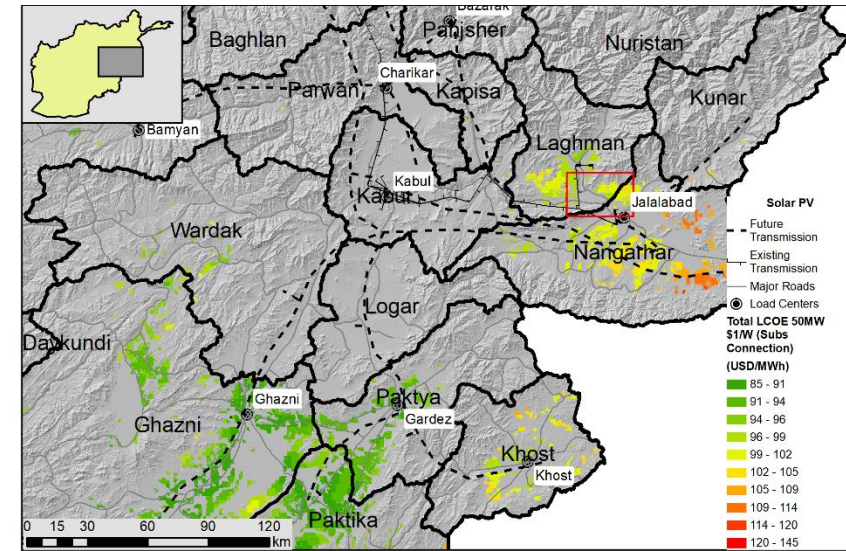 Bazarak
Baghlan
Panjsher
Nuristan
Charikar
Parwan
Kapisa
Kunar
Bamyan
Laghman
Kabul
Kabul
Jalalabad
Wardak
Nangarhar
Logar
Daykundi
Ghazni
Ghazni
Paktya
Gardez
Khost
Khost
Paktika
0 15 30 60 90 120
km
Solar PV
Future
Transmission
Existing
Transmission
Major Roads
Load Centers
Total LCOE 50MW
$1/W (Subs
Connection)
(USD/MWh)
85 - 91
91 - 94
94 - 96
96 - 99
99 - 102
102 - 105
105 - 109
109 - 114
114 - 120
120 - 145